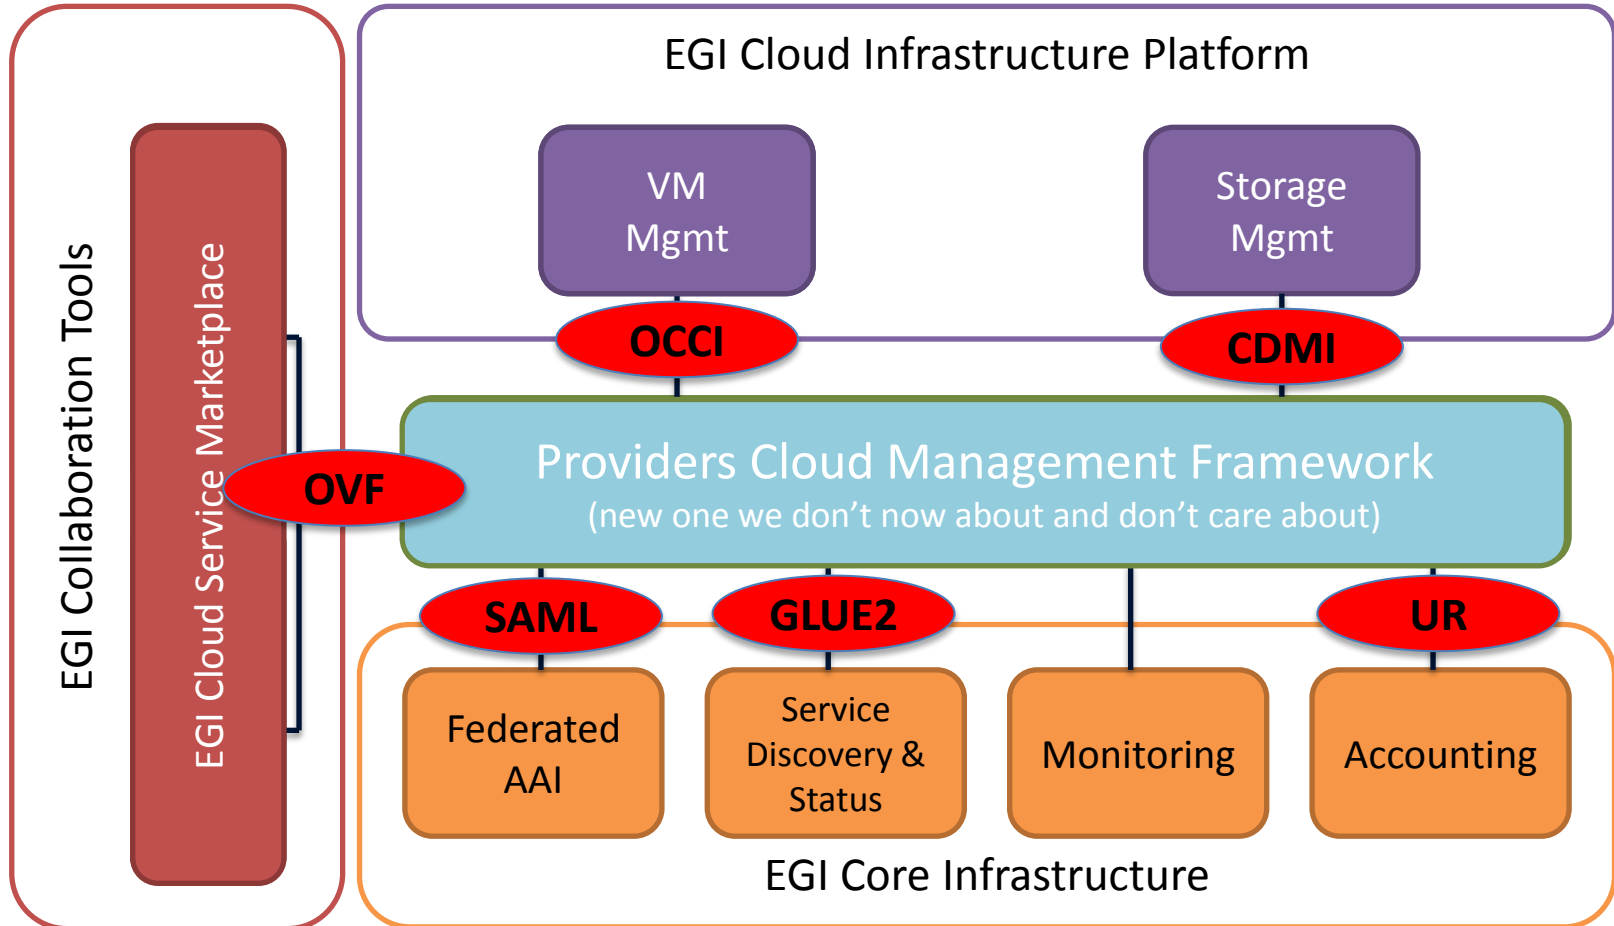 EGI Collaboration Tools
EGI Cloud Service Marketplace
EGI Cloud Infrastructure Platform
VM
Mgmt
Storage
Mgmt
OCCI
CDMI
OVF
Providers Cloud Management Framework
(new one we don’t now about and don’t care about)
SAML
GLUE2
UR
Federated
AAI
Service
Discovery &
Status
Monitoring
Accounting
EGI Core Infrastructure